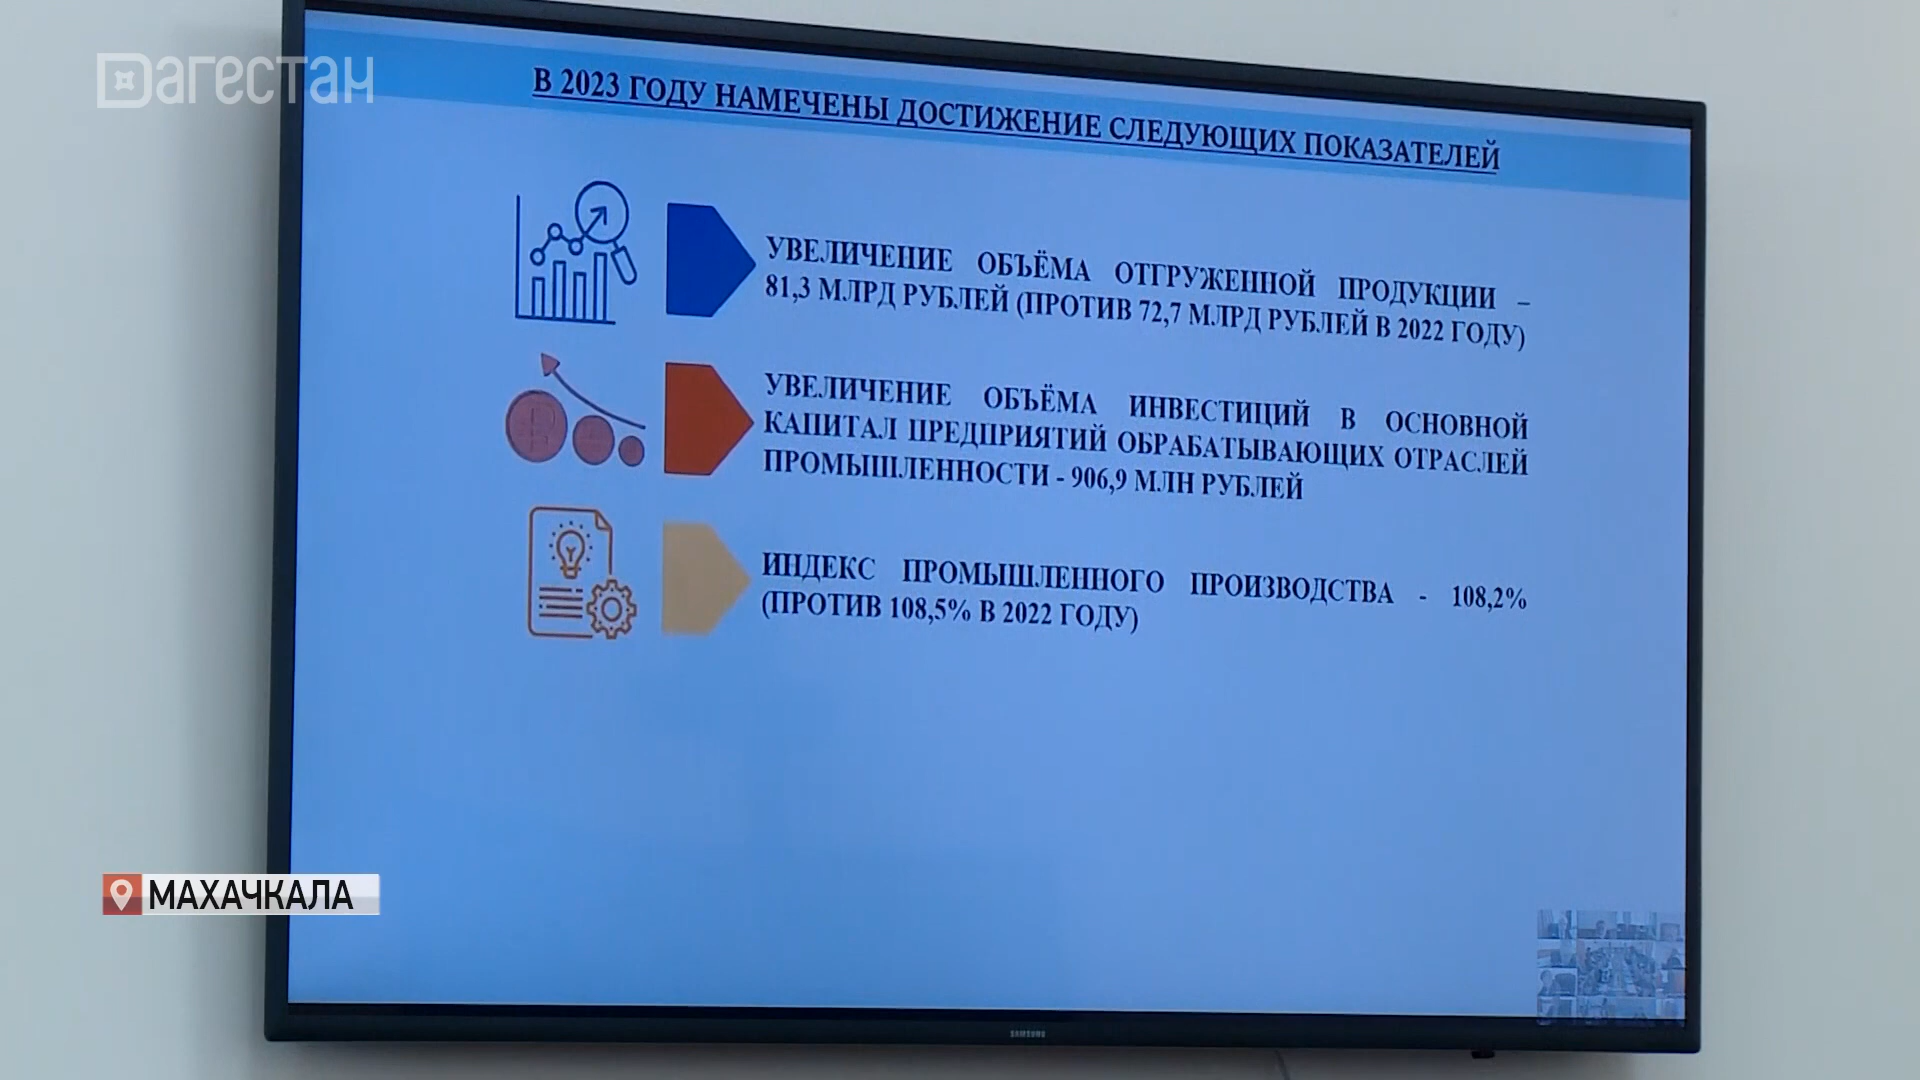 Дагестан
В 2023 ГОДУ НАМЕЧЕНЫ ДОСТИЖЕНИЕ СЛЕДУЮЩИХ ПОКАЗАТЕЛЕЙ
УВЕЛИЧЕНИЕ ОБЪЁМА ОТГРУЖЕННОЙ ПРОДУКЦИИ –
81,3 МЛРД РУБЛЕЙ (ПРОТИВ 72,7 МЛРД РУБЛЕЙ В 2022 ГОДУ)
УВЕЛИЧЕНИЕ ОБЪЁМА ИНВЕСТИЦИЙ В ОСНОВНОЙ
КАПИТАЛ ПРЕДПРИЯТИЙ ОБРАБАТЫВАЮЩИХ ОТРАСЛЕЙ
ПРОМЫШЛЕННОСТИ - 906,9 МЛН РУБЛЕЙ
ИНДЕКС ПРОМЫШЛЕННОГО ПРОИЗВОДСТВА - 108,2%
(ПРОТИВ 108,5% В 2022 ГОДУ)
МАХАЧКАЛА
SAMSUNG